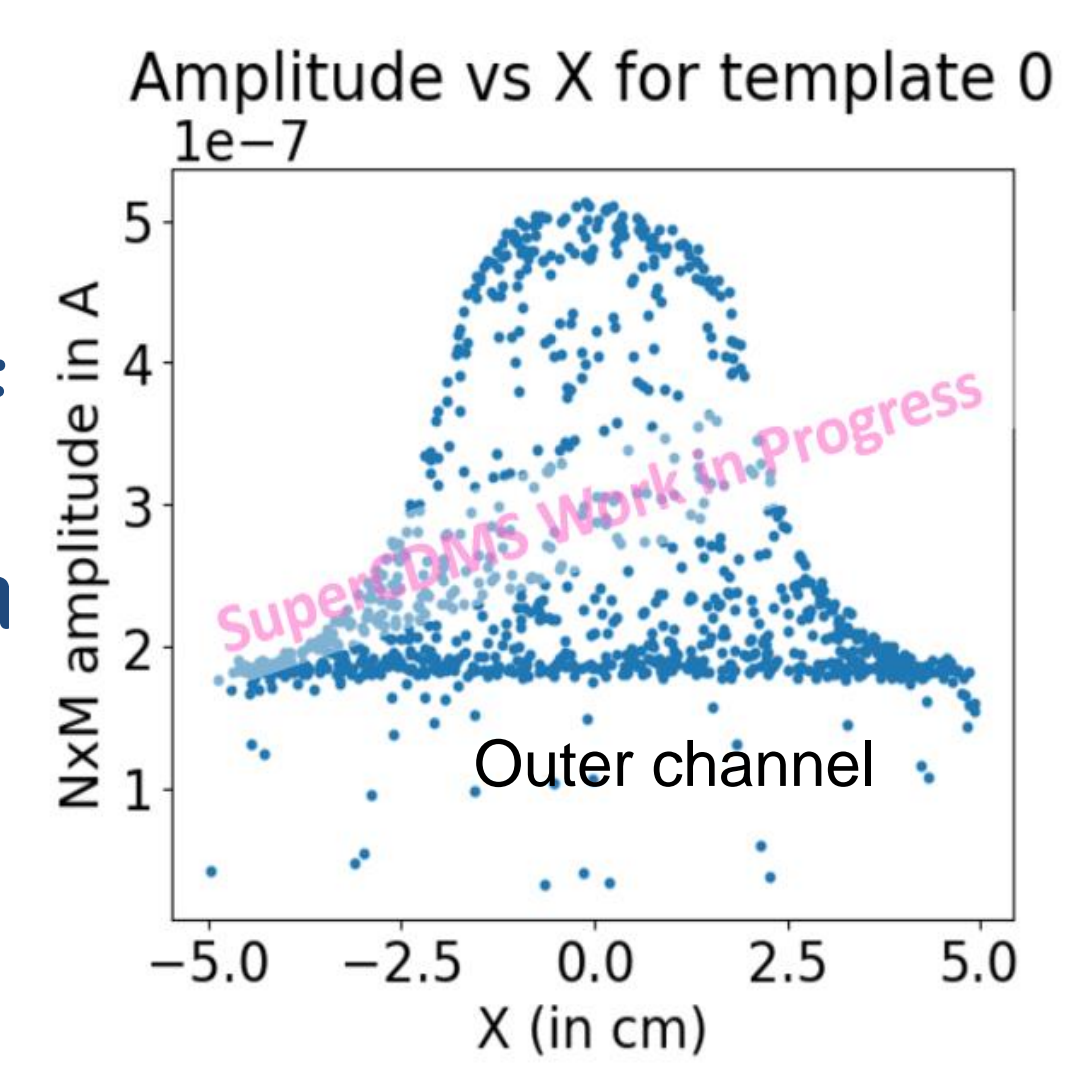 Amplitude vs X for template 0
1e−7
5
4
3
2
1
NxM amplitude in A
SuperCDMS Work in Progress
Outer channel
−5.0 −2.5 0.0 2.5 5.0
X (in cm)